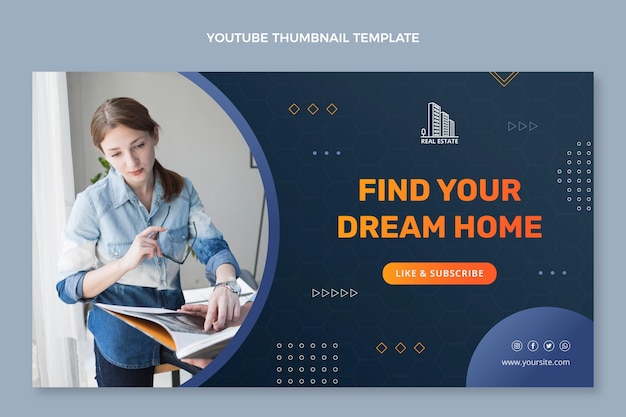 YOUTUBE THUMBNAIL TEMPLATE
REAL ESTATE
FIND YOUR
DREAM HOME
LIKE & SUBSCRIBE
www.yoursite.com